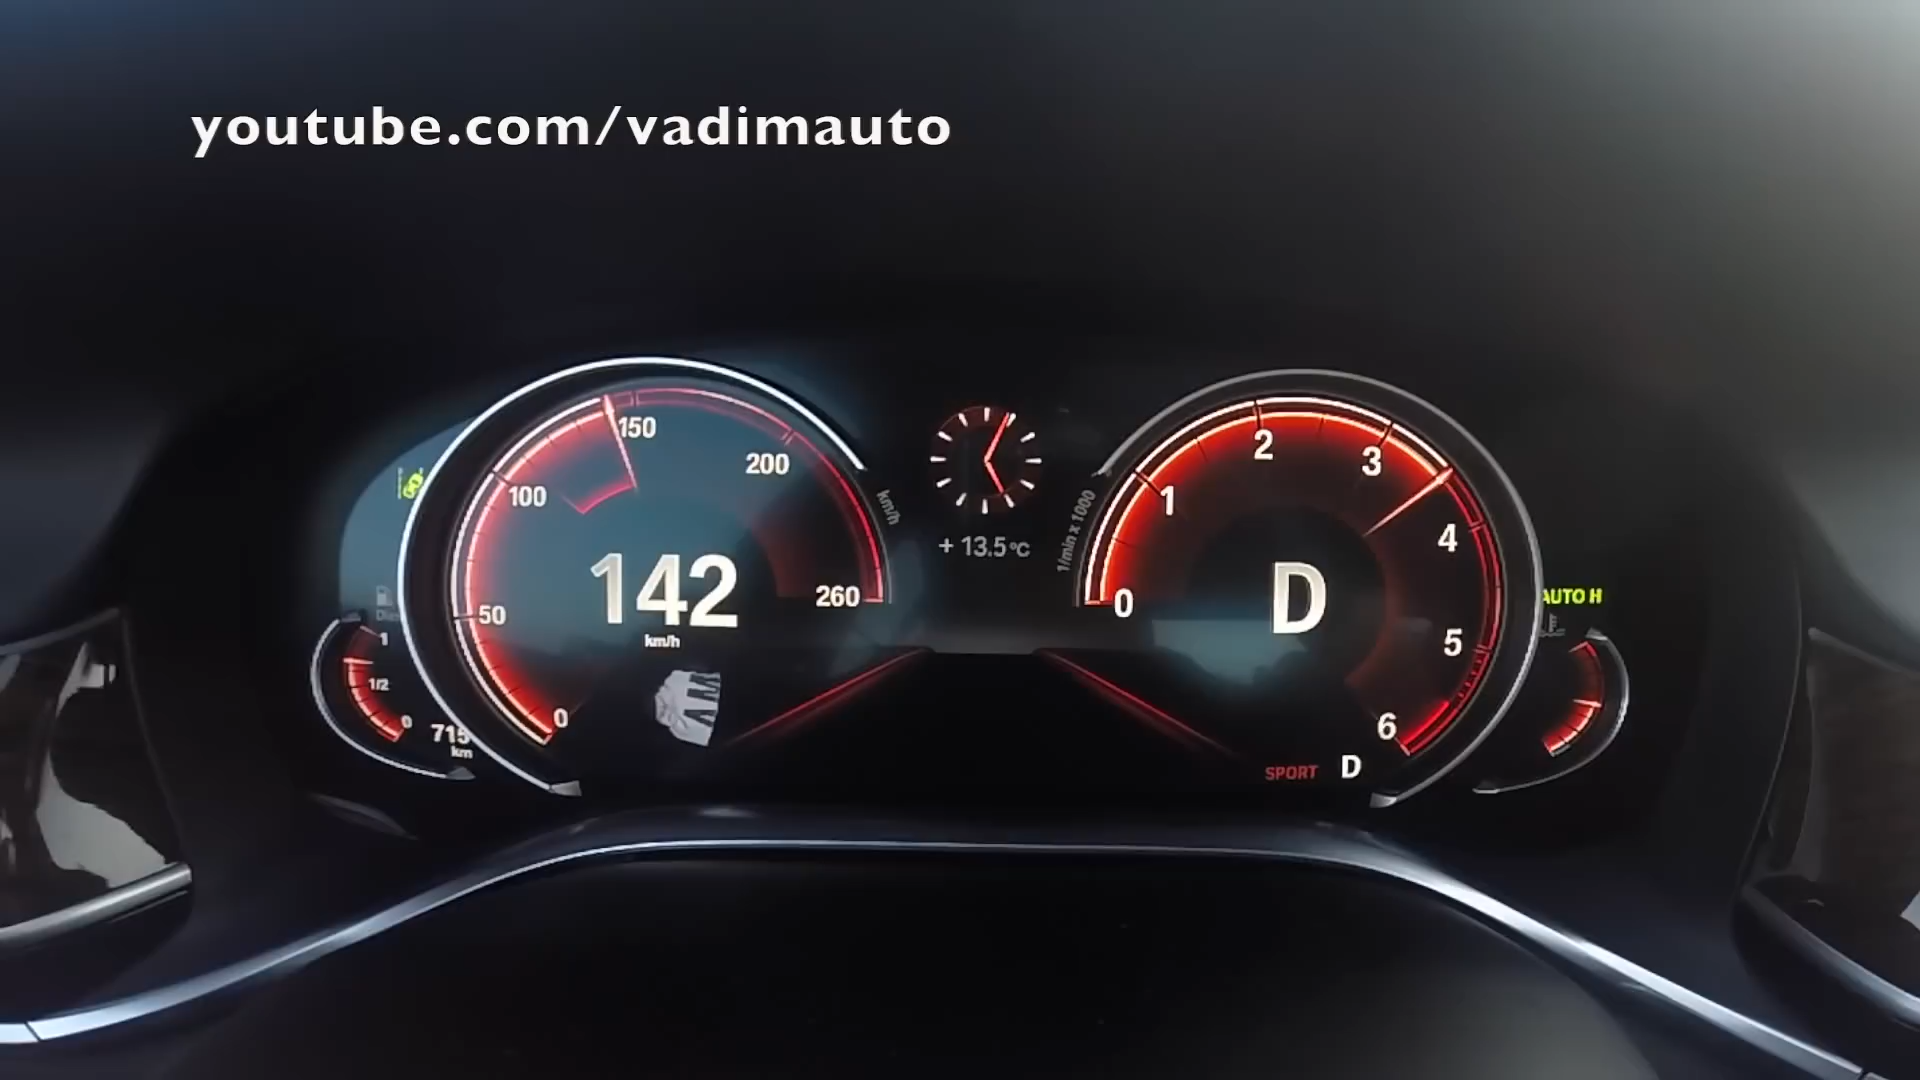 youtube.com/vadimauto
150
200
100
50
260
0
142
km/h
km/h
1
1/2
0
715
km
+ 13.5°C
1/min x 1000
0
1
2
3
4
5
6
D
SPORT D
AUTO H